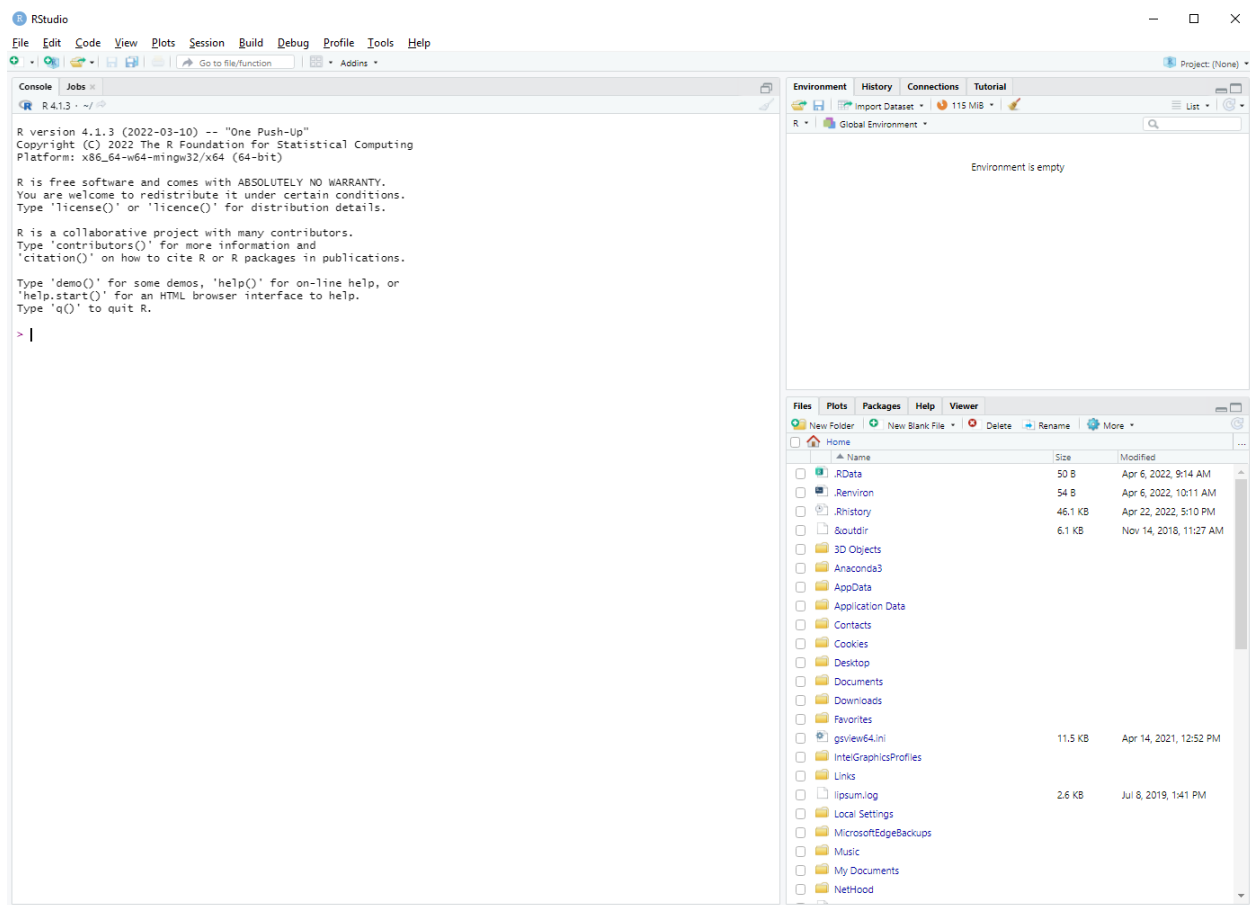 RStudio
File Edit Code View Plots Session Build Debug Profile Tools Help
Go to file/function Addins Project: (None)
Console Jobs
R 4.1.3 · ~/
R version 4.1.3 (2022-03-10) -- "One Push-Up"
Copyright (C) 2022 The R Foundation for Statistical Computing
Platform: x86_64-w64-mingw32/x64 (64-bit)
R is free software and comes with ABSOLUTELY NO WARRANTY.
You are welcome to redistribute it under certain conditions.
Type 'license()' or 'licence()' for distribution details.
R is a collaborative project with many contributors.
Type 'contributors()' for more information and
'citation()' on how to cite R or R packages in publications.
Type 'demo()' for some demos, 'help()' for on-line help, or
'help.start()' for an HTML browser interface to help.
Type 'q()' to quit R.
>
Environment History Connections Tutorial
Import Dataset 115 MiB List
R Global Environment
Environment is empty
Files Plots Packages Help Viewer
New Folder New Blank File Delete Rename More
Home ...
Name Size Modified
.RData 50 B Apr 6, 2022, 9:14 AM
.Renviron 54 B Apr 6, 2022, 10:11 AM
.Rhistory 46.1 KB Apr 22, 2022, 5:10 PM
&outdir 6.1 KB Nov 14, 2018, 11:27 AM
3D Objects
Anaconda3
AppData
Application Data
Contacts
Cookies
Desktop
Documents
Downloads
Favorites
gsview64.ini 11.5 KB Apr 14, 2021, 12:52 PM
IntelGraphicsProfiles
Links
lipsum.log 2.6 KB Jul 8, 2019, 1:41 PM
Local Settings
MicrosoftEdgeBackups
Music
My Documents
NetHood